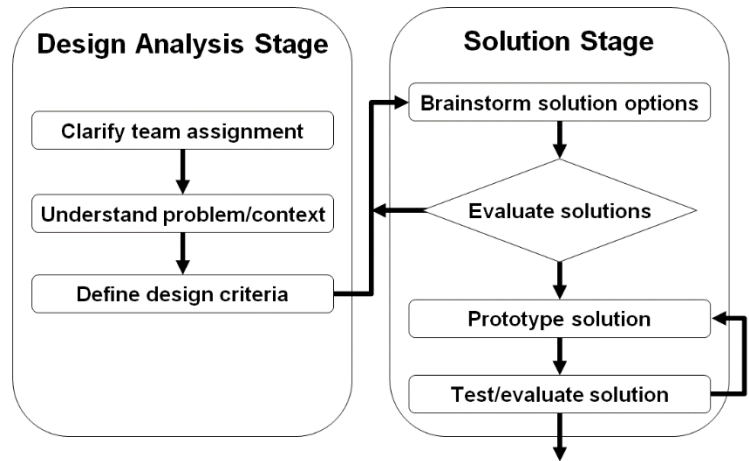 Design Analysis Stage
Clarify team assignment
Understand problem/context
Define design criteria
Solution Stage
Brainstorm solution options
Evaluate solutions
Prototype solution
Test/evaluate solution